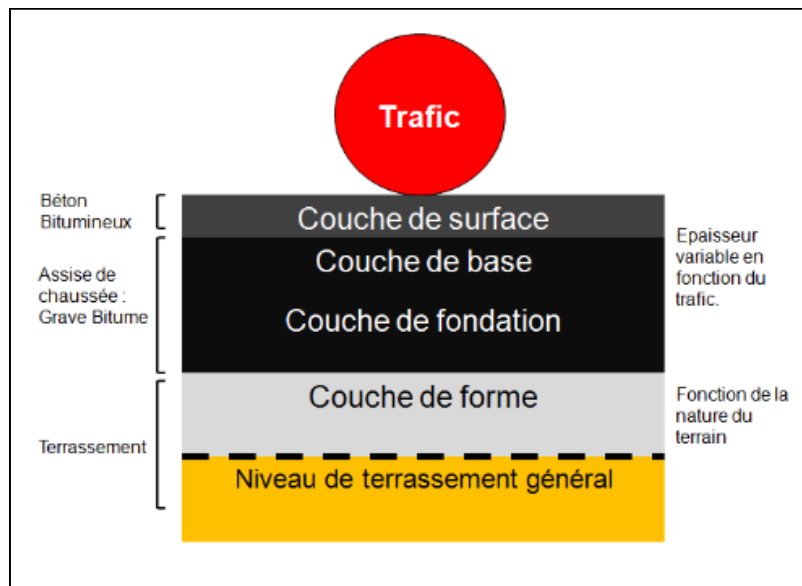 Trafic
Béton
Bitumineux
Couche de surface
Assise de
chaussée :
Grave Bitume
Couche de base
Couche de fondation
Epaisseur
variable en
fonction du
trafic.
Terrassement
Couche de forme
Niveau de terrassement général
Fonction de la
nature du
terrain